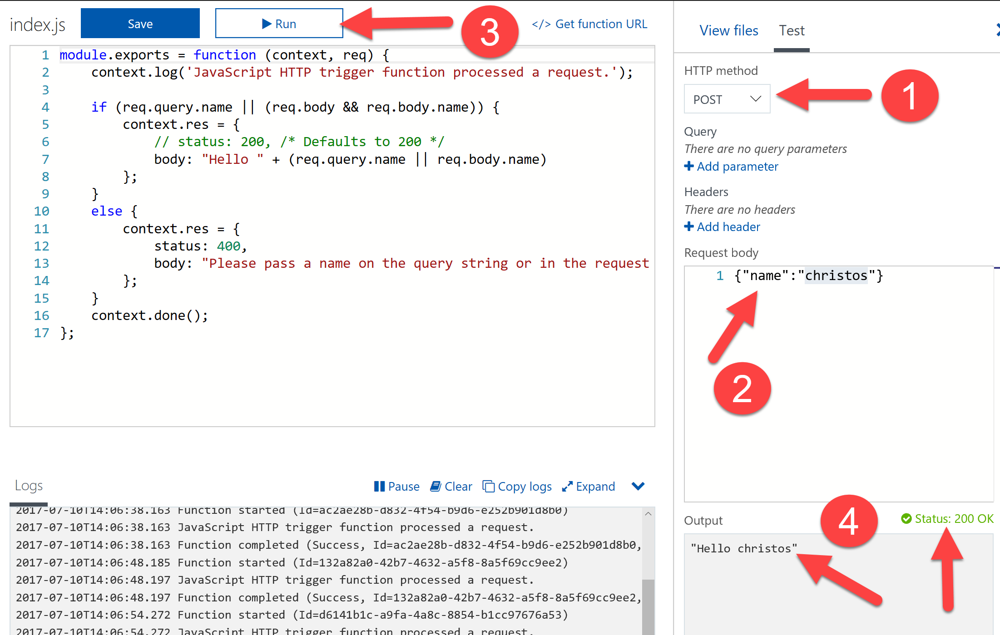 index.js
Save
Run
3
</> Get function URL
1 module.exports = function (context, req) {
2 context.log('JavaScript HTTP trigger function processed a request.');
3
4 if (req.query.name || (req.body && req.body.name)) {
5 context.res = {
6 // status: 200, /* Defaults to 200 */
7 body: "Hello " + (req.query.name || req.body.name)
8 };
9 }
10 else {
11 context.res = {
12 status: 400,
13 body: "Please pass a name on the query string or in the request
14 };
15 }
16 context.done();
17 };
Logs
Pause
Clear
Copy logs
Expand
2017-07-10T14:06:38.163 Function started (Id=ac2ae28b-d832-4f54-b9d6-e252b901d8b0)
2017-07-10T14:06:38.163 JavaScript HTTP trigger function processed a request.
2017-07-10T14:06:38.163 Function completed (Success, Id=ac2ae28b-d832-4f54-b9d6-e252b901d8b0,
2017-07-10T14:06:48.185 Function started (Id=132a82a0-42b7-4632-a5f8-8a5f69cc9ee2)
2017-07-10T14:06:48.197 JavaScript HTTP trigger function processed a request.
2017-07-10T14:06:48.197 Function completed (Success, Id=132a82a0-42b7-4632-a5f8-8a5f69cc9ee2,
2017-07-10T14:06:54.272 Function started (Id=d6141b1c-a9fa-4a8c-8854-b1cc97676a53)
2017-07-10T14:06:54.272 JavaScript HTTP trigger function processed a request.
View files
Test
HTTP method
POST
1
Query
There are no query parameters
Add parameter
Headers
There are no headers
Add header
Request body
1 {"name":"christos"}
2
Output
4
Status: 200 OK
"Hello christos"